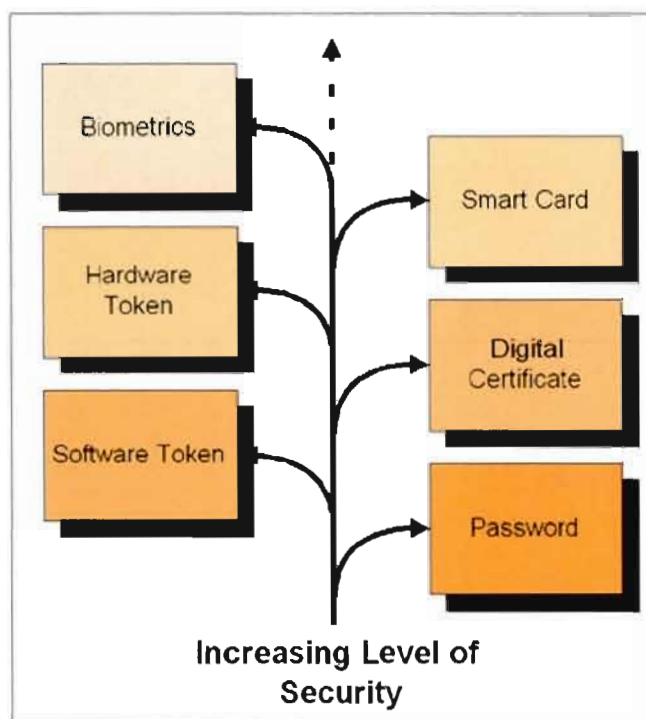 Biometrics
Smart Card
Hardware
Token
Digital
Certificate
Software Token
Password
Increasing Level of
Security